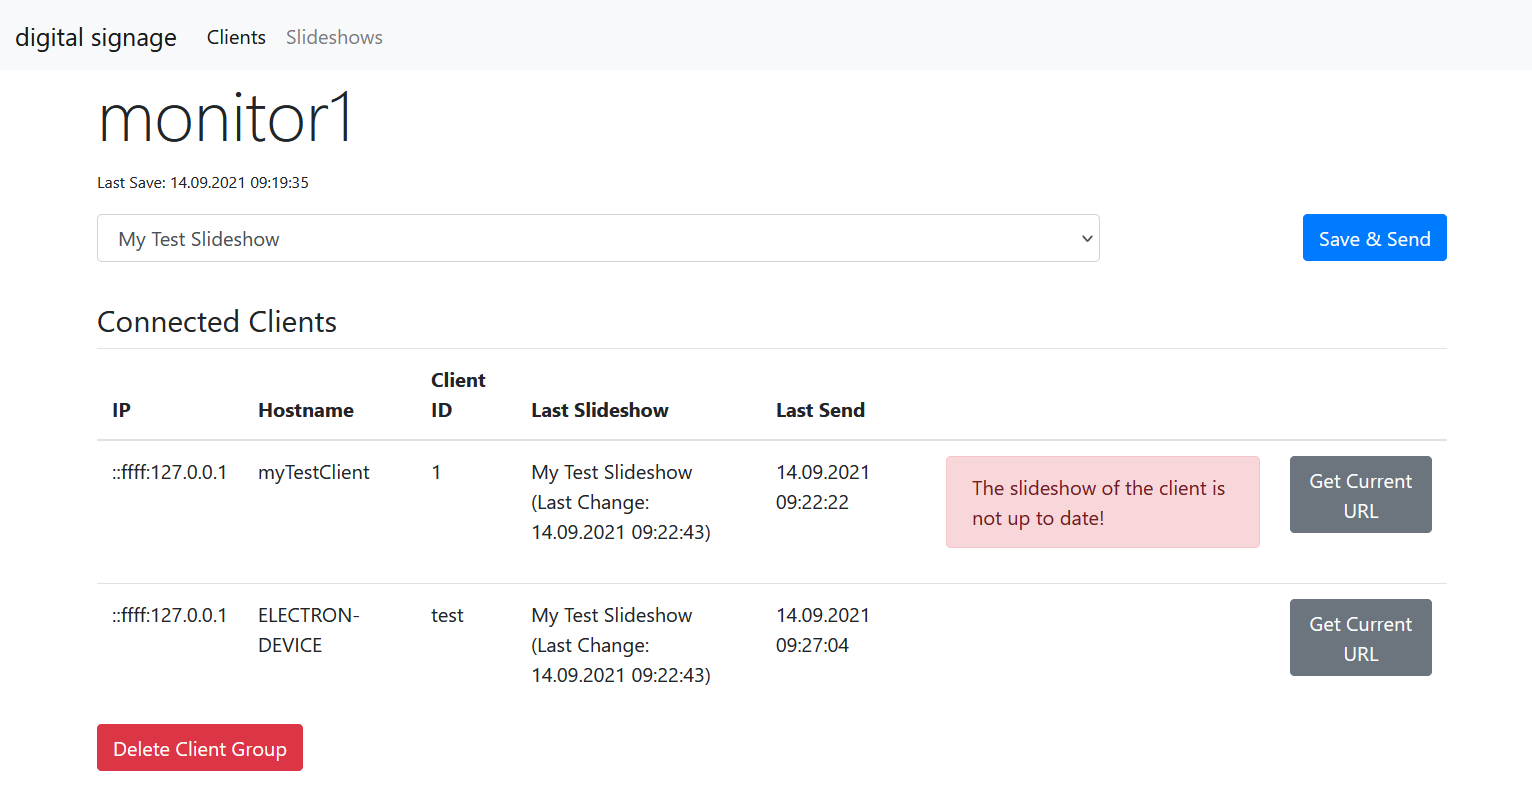 digital signage Clients Slideshows
monitor1
Last Save: 14.09.2021 09:19:35
My Test Slideshow
Save & Send
Connected Clients
IP Hostname Client ID Last Slideshow Last Send
::ffff:127.0.0.1 myTestClient 1 My Test Slideshow 14.09.2021
(Last Change: 09:22:22
14.09.2021 09:22:43)
The slideshow of the client is
not up to date!
Get Current
URL
::ffff:127.0.0.1 ELECTRON- test My Test Slideshow 14.09.2021
DEVICE (Last Change: 09:27:04
14.09.2021 09:22:43)
Get Current
URL
Delete Client Group